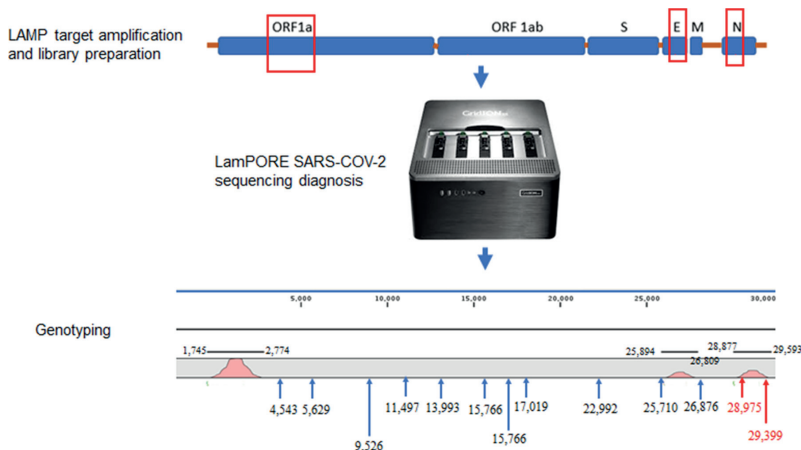 LAMP target amplification
and library preparation
ORF1a
ORF 1ab
S
E
M
N
GridION
LamPORE SARS-COV-2
sequencing diagnosis
5,000
10,000
15,000
20,000
25,000
30,000
Genotyping
1,745
2,774
25,894
26,809
28,877
29,593
4,543
5,629
9,526
11,497
13,993
15,766
15,766
17,019
22,992
25,710
26,876
28,975
29,399